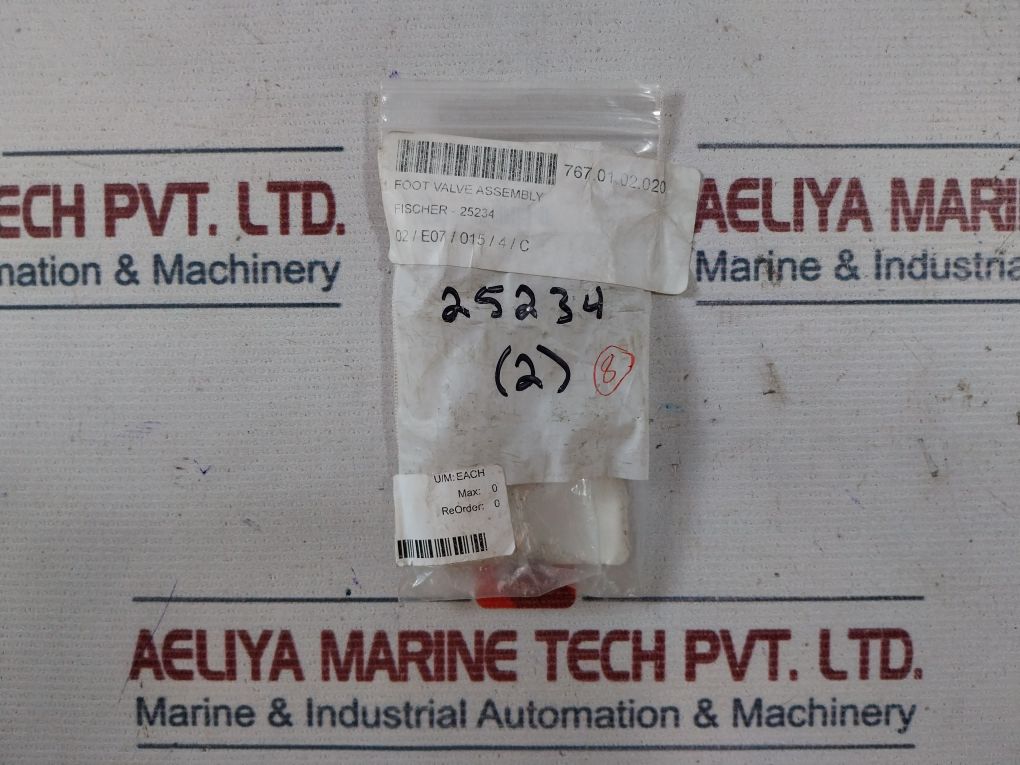 767.01.02.020
FOOT VALVE ASSEMBLY
FISCHER - 25234
02 / E07 / 015 / 4 / C
25234
(2) 8
U/M: EACH
Max: 0
ReOrder: 0
ECH PVT. LTD.
mation & Machinery
AELIYA MARI
Marine & Industria
AELIYA MARINE TECH PVT. LTD.
Marine & Industrial Automation & Machinery